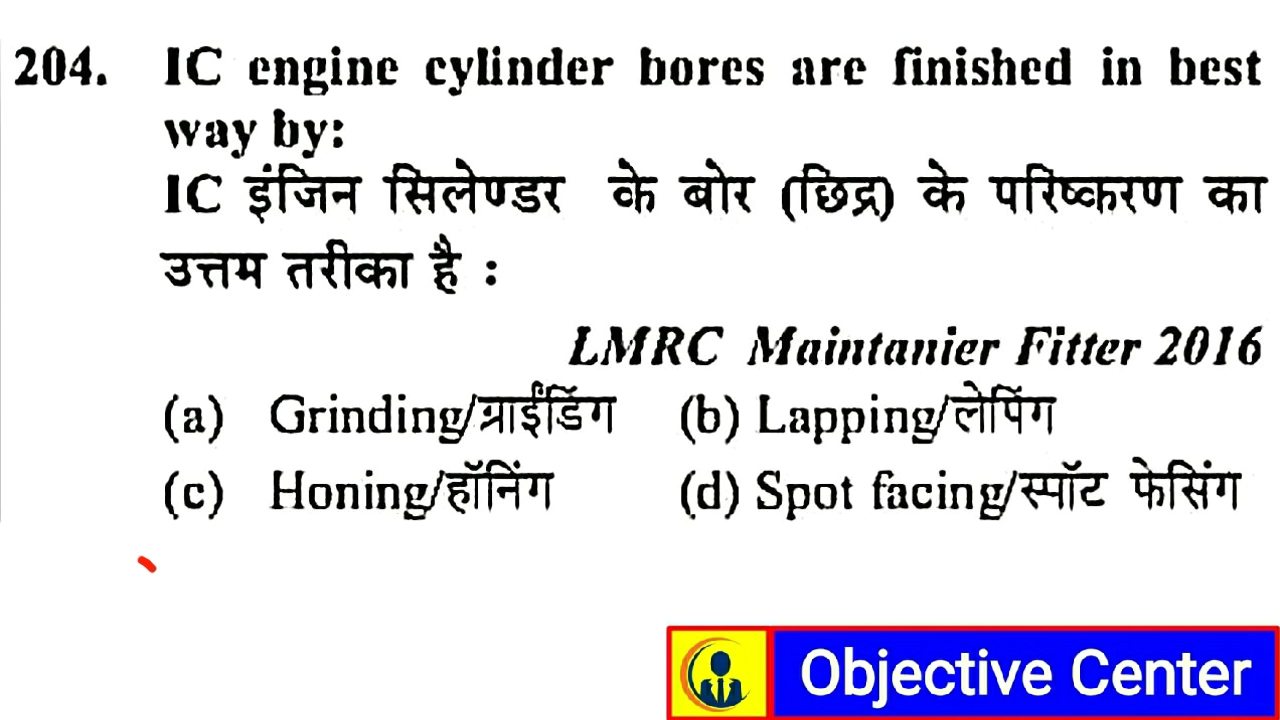 204. IC engine cylinder bores are finished in best
way by:
IC इंजिन सिलेण्डर के बोर (छिद्र) के परिष्करण का
उत्तम तरीका है :
LMRC Maintanier Fitter 2016
(a) Grinding/ग्राईंडिंग (b) Lapping/लेपिंग
(c) Honing/हॉनिंग (d) Spot facing/स्पॉट फेसिंग
Objective Center